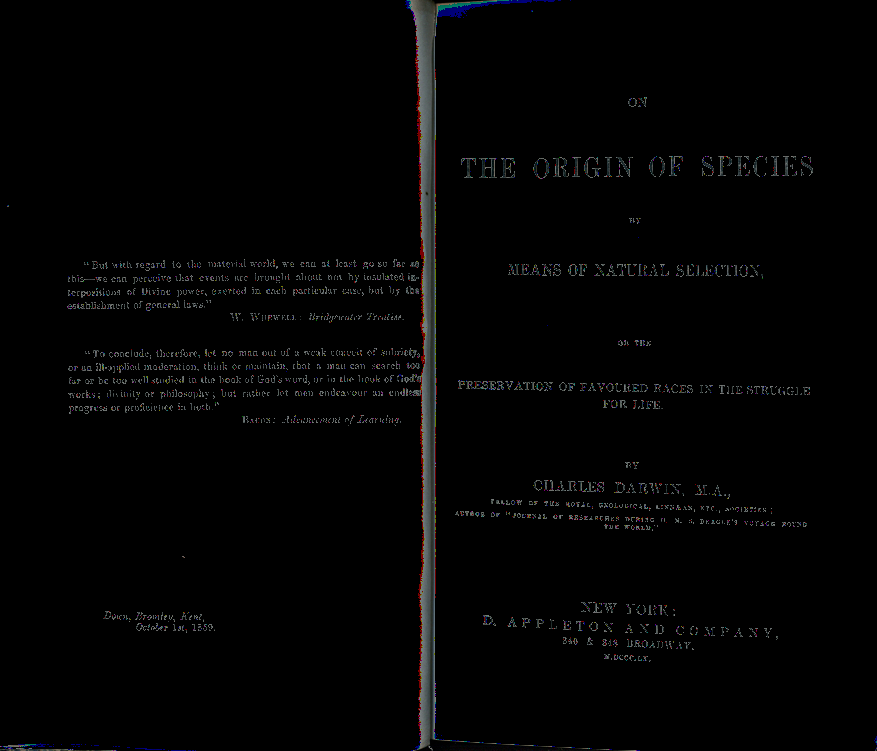 "But with regard to the material world, we can at least go so far as
this—we can perceive that events are brought about not by insulated in-
terpositions of Divine power, exerted in each particular case, but by the
establishment of general laws."
W. WHEWELL: Bridgewater Treatise.
"To conclude, therefore, let no man out of a weak conceit of sobriety,
or an ill-applied moderation, think or maintain, that a man can search too
far or be too well studied in the book of God's word, or in the book of God's
works; divinity or philosophy; but rather let men endeavour an endless
progress or proficience in both."
BACON: Advancement of Learning.
Down, Bromley, Kent,
October 1st, 1859.
ON
THE ORIGIN OF SPECIES
BY
MEANS OF NATURAL SELECTION,
OR THE
PRESERVATION OF FAVOURED RACES IN THE STRUGGLE
FOR LIFE.
BY
CHARLES DARWIN, M.A.,
FELLOW OF THE ROYAL, GEOLOGICAL, LINNÆAN, ETC., SOCIETIES;
AUTHOR OF "JOURNAL OF RESEARCHES DURING H. M. S. BEAGLE'S VOYAGE ROUND
THE WORLD."
NEW YORK:
D. APPLETON AND COMPANY,
346 & 348 BROADWAY.
M.DCCC.LX.